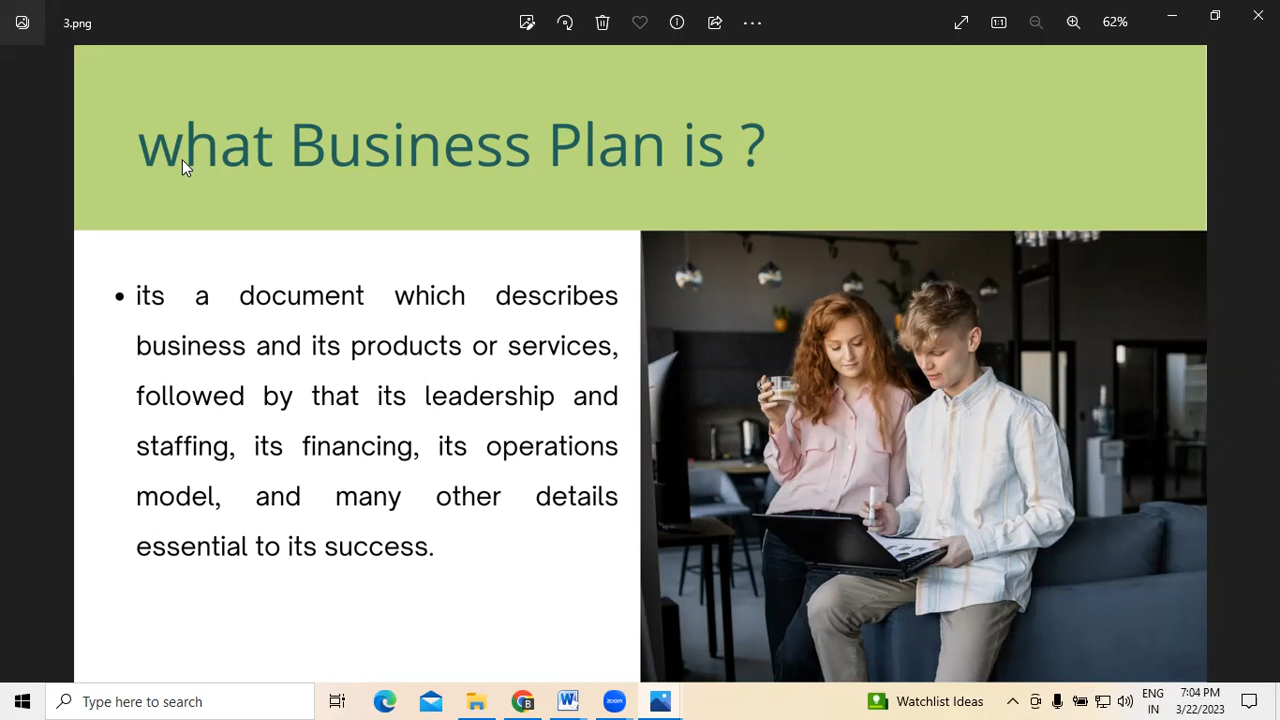 3.png
62%
what Business Plan is ?
• its a document which describes
business and its products or services,
followed by that its leadership and
staffing, its financing, its operations
model, and many other details
essential to its success.
Type here to search
Watchlist Ideas
ENG
IN
7:04 PM
3/22/2023
zoom